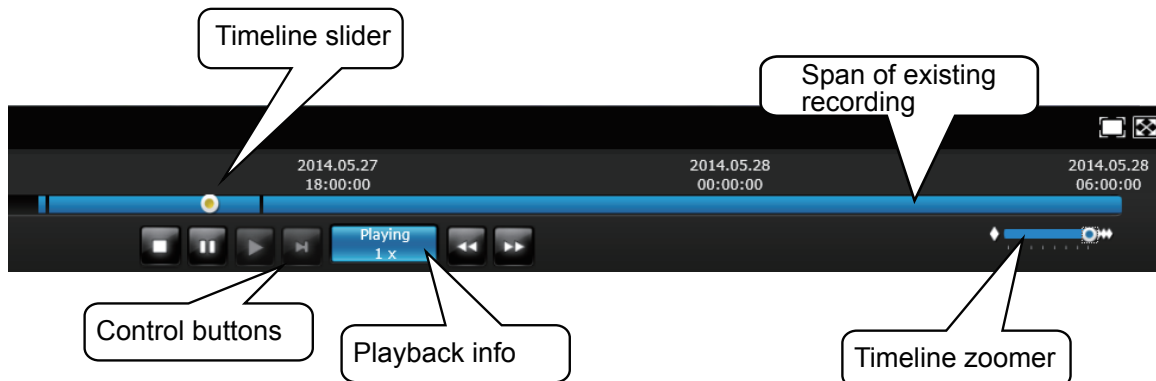 Timeline slider
Span of existing
recording
2014.05.27
18:00:00
2014.05.28
00:00:00
2014.05.28
06:00:00
Playing
1 x
Control buttons
Playback info
Timeline zoomer